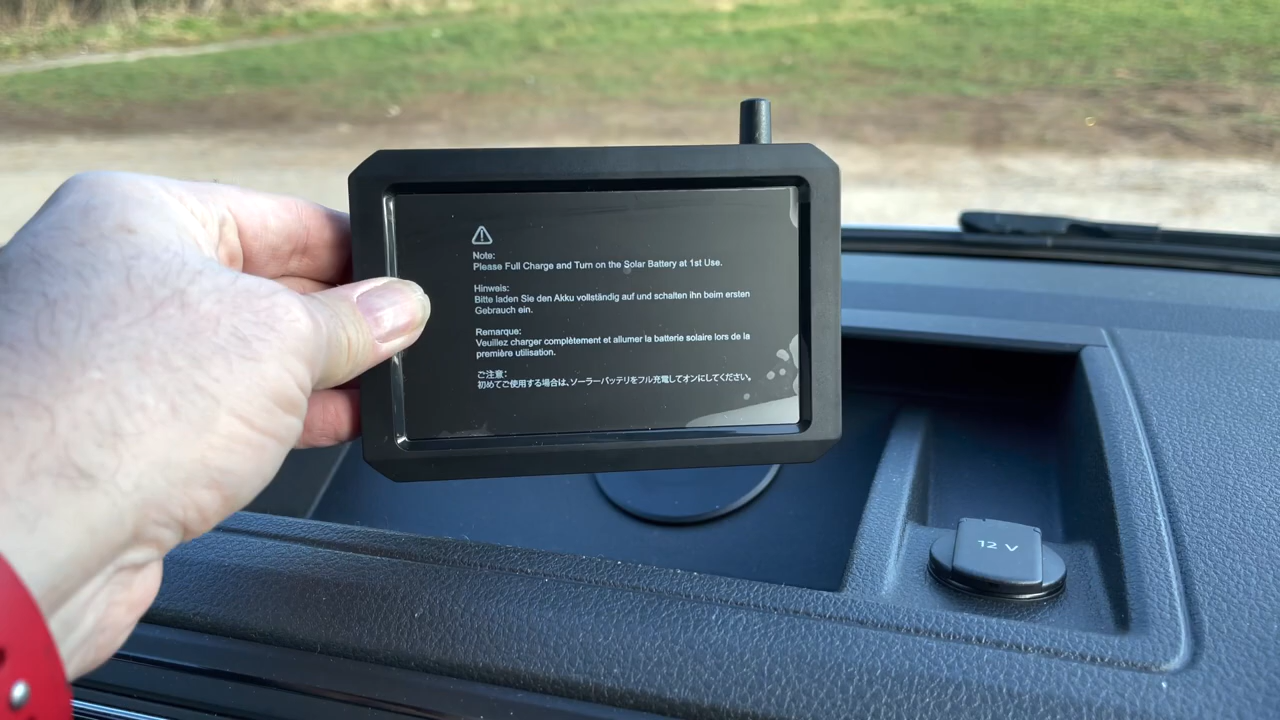 Note:
Please Full Charge and Turn on the Solar Battery at 1st Use.
Hinweis:
Bitte laden Sie den Akku vollständig auf und schalten ihn beim ersten
Gebrauch ein.
Remarque:
Veuillez charger complètement et allumer la batterie solaire lors de la
première utilisation.
ご注意:
初めてご使用する場合は、ソーラーバッテリをフル充電してオンにしてください。
12 V